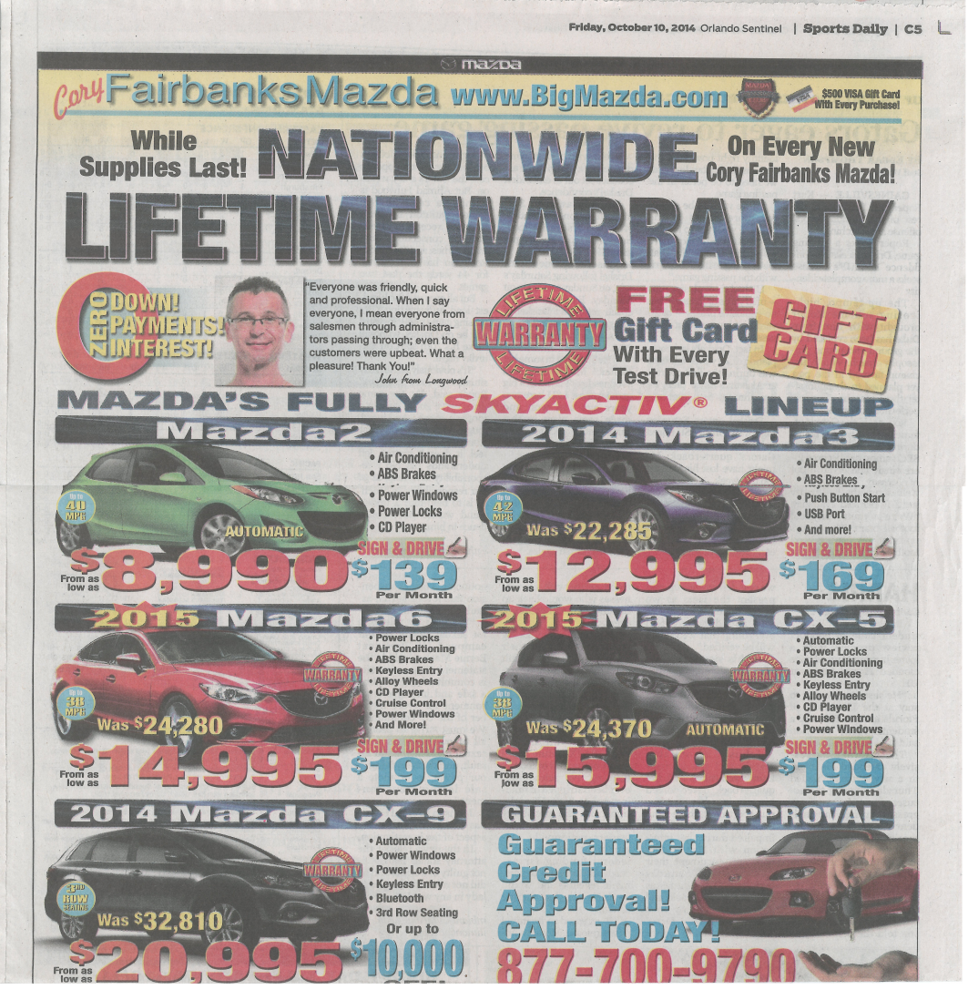 Friday, October 10, 2014 Orlando Sentinel | Sports Daily | C5
mazda
Cory Fairbanks Mazda www.BigMazda.com
$500 VISA Gift Card
With Every Purchase!
While
Supplies Last!
NATIONWIDE
On Every New
Cory Fairbanks Mazda!
LIFETIME WARRANTY
ZERO
DOWN!
PAYMENTS!
INTEREST!
"Everyone was friendly, quick
and professional. When I say
everyone, I mean everyone from
salesmen through administra-
tors passing through; even the
customers were upbeat. What a
pleasure! Thank You!"
John from Longwood
LIFETIME
WARRANTY
LIFETIME
FREE
Gift Card
With Every
Test Drive!
GIFT
CARD
MAZDA'S FULLY SKYACTIV® LINEUP
Mazda2
• Air Conditioning
• ABS Brakes
• Power Windows
• Power Locks
• CD Player
Up to
40
MPG
AUTOMATIC
From as
low as
$8,990
SIGN & DRIVE
$139
Per Month
2014 Mazda3
• Air Conditioning
• ABS Brakes
• Push Button Start
• USB Port
• And more!
Up to
42
MPG
Was $22,285
From as
low as
$12,995
SIGN & DRIVE
$169
Per Month
2015 Mazda6
• Power Locks
• Air Conditioning
• ABS Brakes
• Keyless Entry
• Alloy Wheels
• CD Player
• Cruise Control
• Power Windows
• And More!
LIFETIME
WARRANTY
LIFETIME
Up to
38
MPG
Was $24,280
From as
low as
$14,995
SIGN & DRIVE
$199
Per Month
2015 Mazda CX-5
• Automatic
• Power Locks
• Air Conditioning
• ABS Brakes
• Keyless Entry
• Alloy Wheels
• CD Player
• Cruise Control
• Power Windows
LIFETIME
WARRANTY
LIFETIME
Up to
38
MPG
Was $24,370
AUTOMATIC
From as
low as
$15,995
SIGN & DRIVE
$199
Per Month
2014 Mazda CX-9
• Automatic
• Power Windows
• Power Locks
• Keyless Entry
• Bluetooth
• 3rd Row Seating
LIFETIME
WARRANTY
LIFETIME
3RD
ROW
SEATING
Was $32,810
From as
low as
$20,995
Or up to
$10,000
GUARANTEED APPROVAL
Guaranteed
Credit
Approval!
CALL TODAY!
877-700-9790